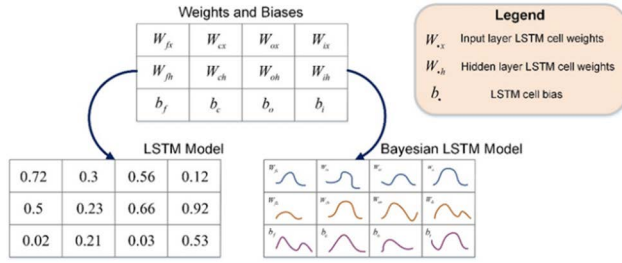 Weights and Biases
W_fx W_cx W_ox W_ix
W_fh W_ch W_oh W_ih
b_f b_c b_o b_i
Legend
W_•x Input layer LSTM cell weights
W_•h Hidden layer LSTM cell weights
b_• LSTM cell bias
LSTM Model
0.72 0.3 0.56 0.12
0.5 0.23 0.66 0.92
0.02 0.21 0.03 0.53
Bayesian LSTM Model